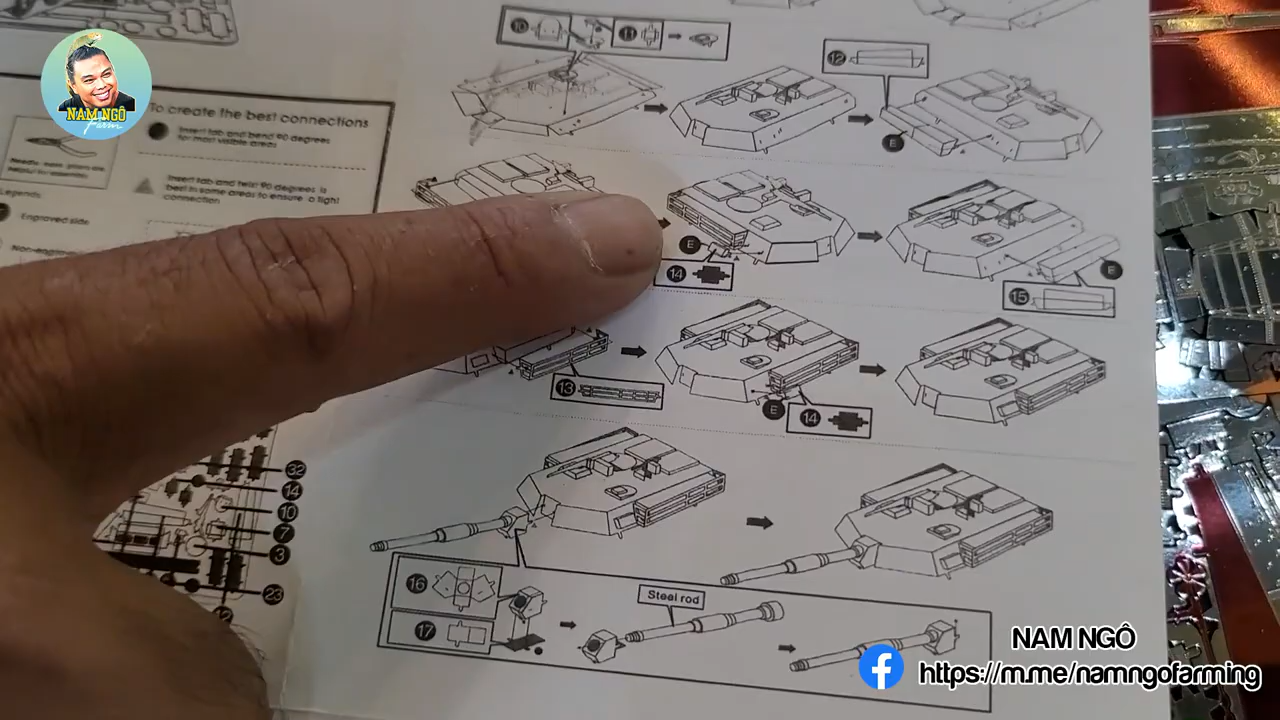 NAM NGÔ
Farm
To create the best connections
Insert tab and bend 90 degrees
for most visible areas
Insert tab and twist 90 degrees is
best in some areas to ensure a tight
connection
Legends:
Engraved side
10
11
12
E
E
14
E
15
13
E
14
32
14
10
7
3
23
16
17
Steel rod
NAM NGÔ
https://m.me/namngofarming